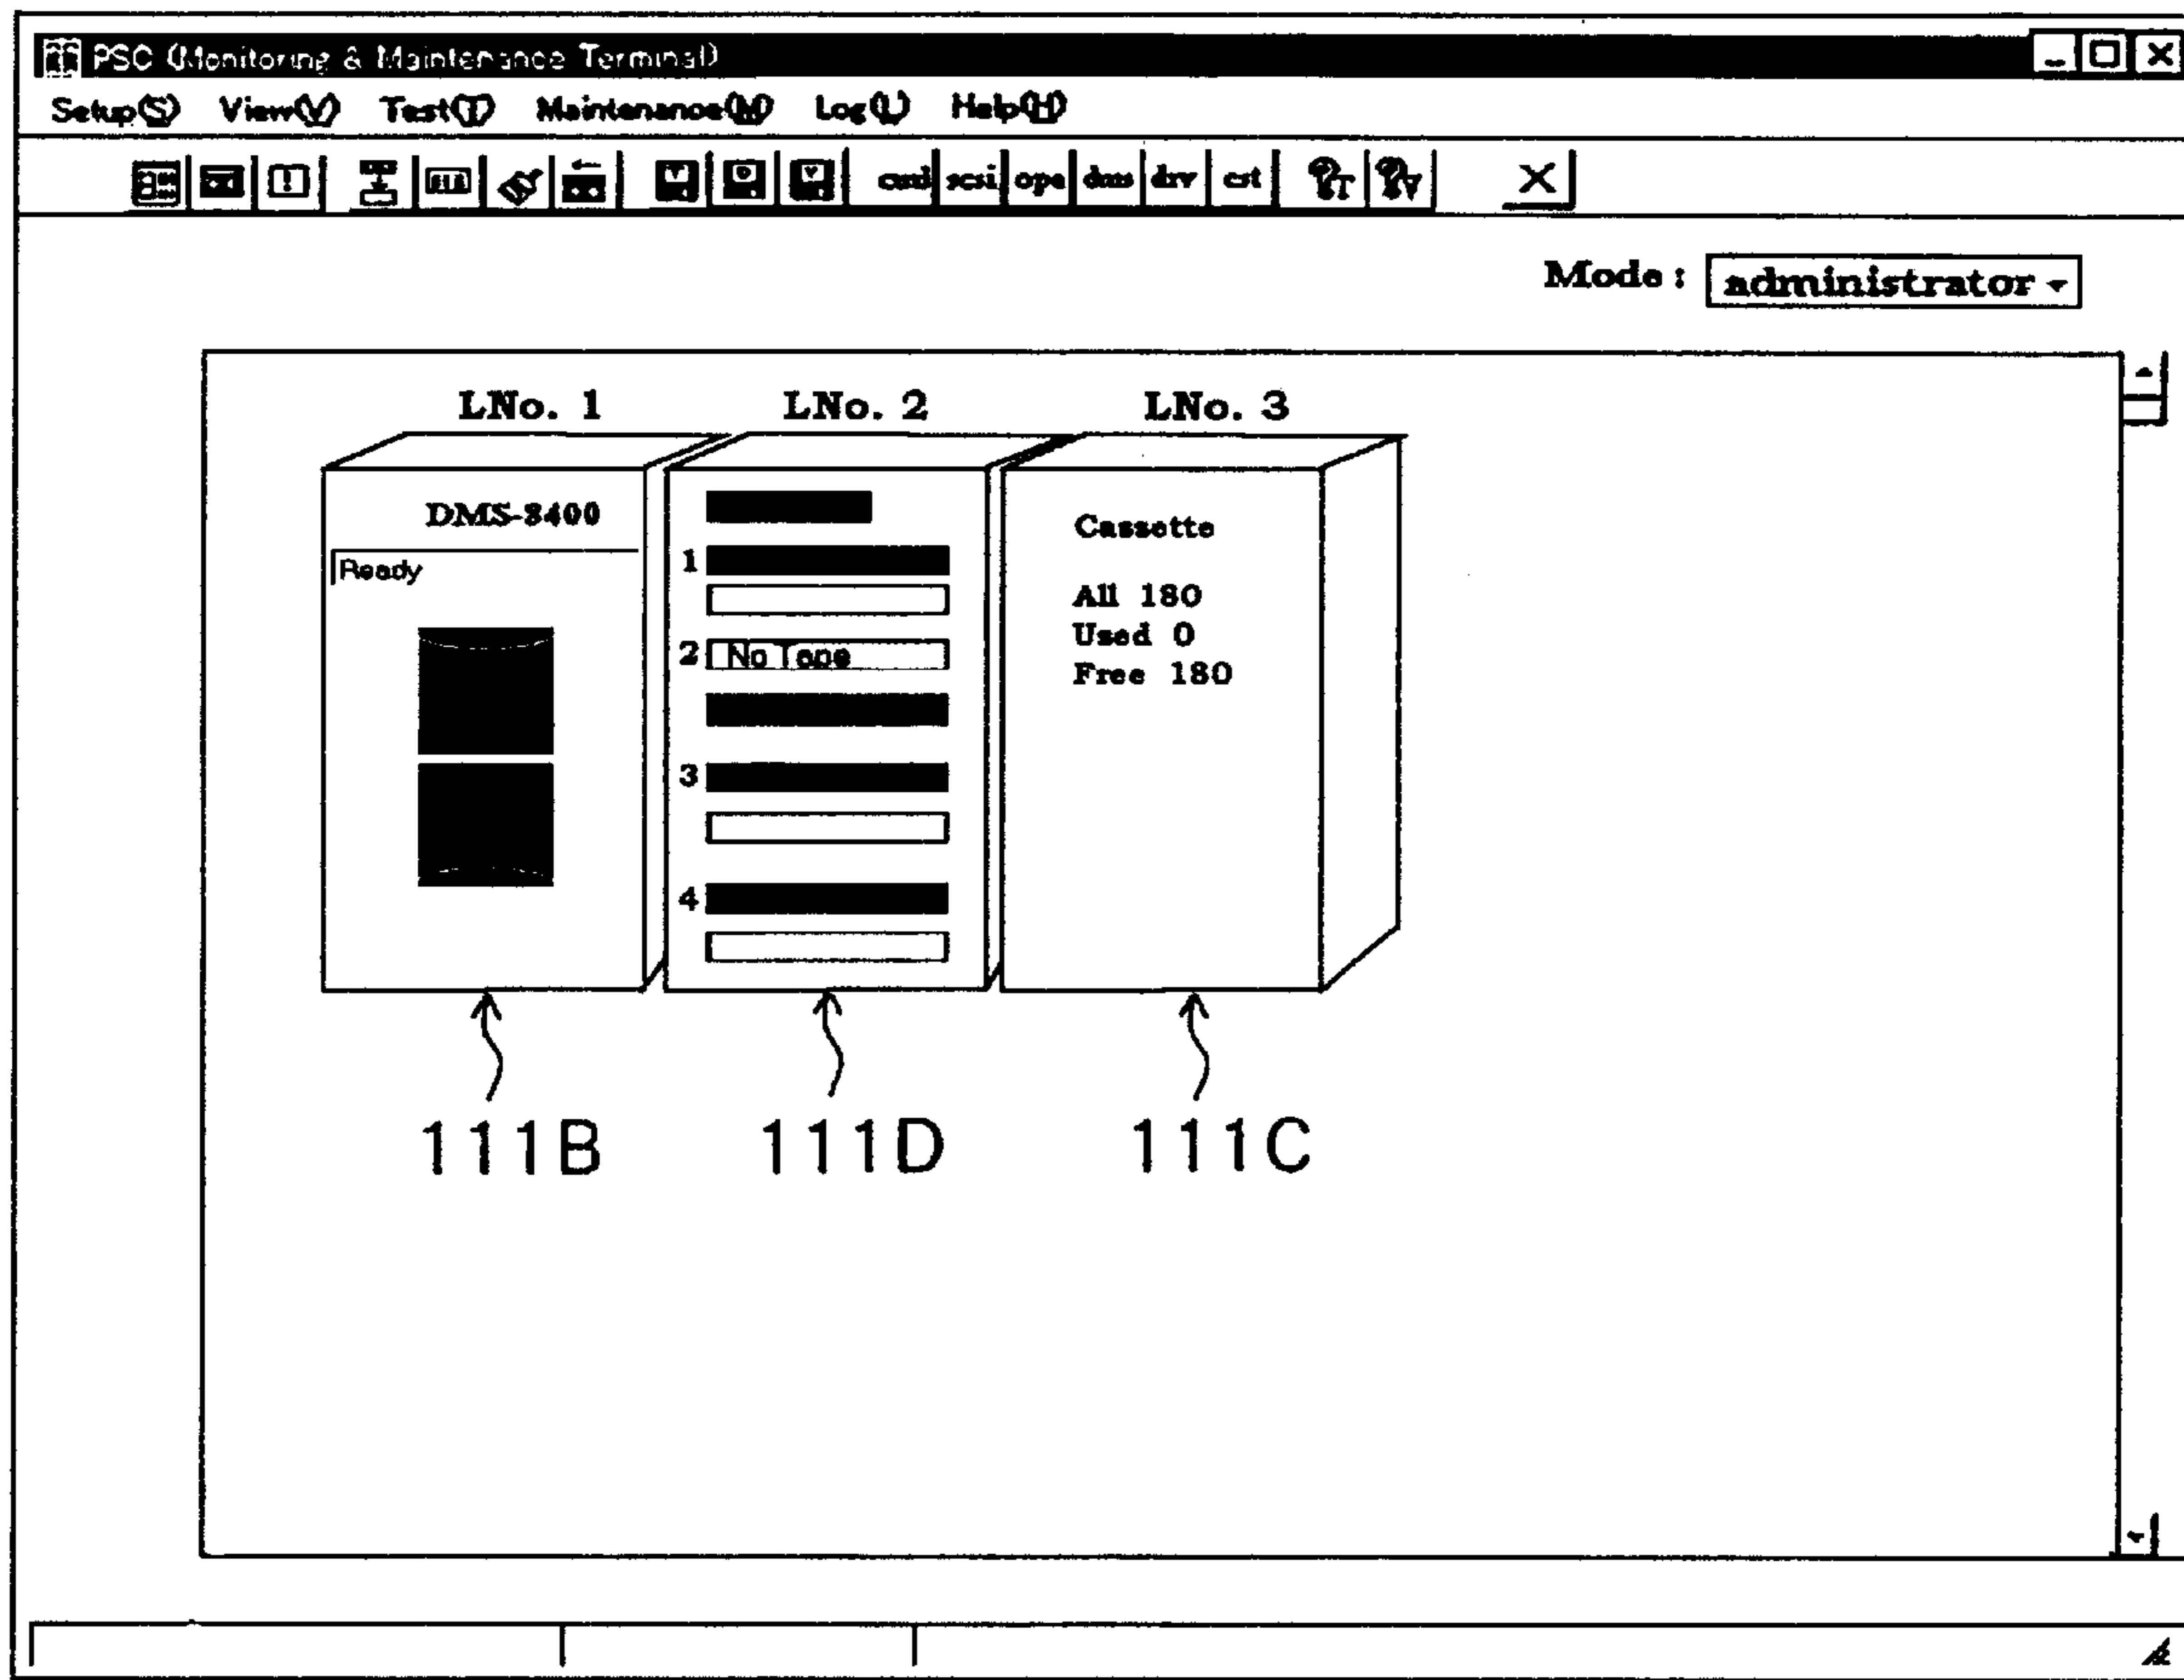 PSC (Monitoring & Maintenance Terminal)
Setup(S) View(V) Test(T) Maintenance(M) Log(L) Help(H)
cmd scsi ope dms drv cst
Mode : administrator
LNo. 1 LNo. 2 LNo. 3
DMS-8400
Ready
1
2 No Tape
3
4
Cassette
All 180
Used 0
Free 180
111B 111D 111C